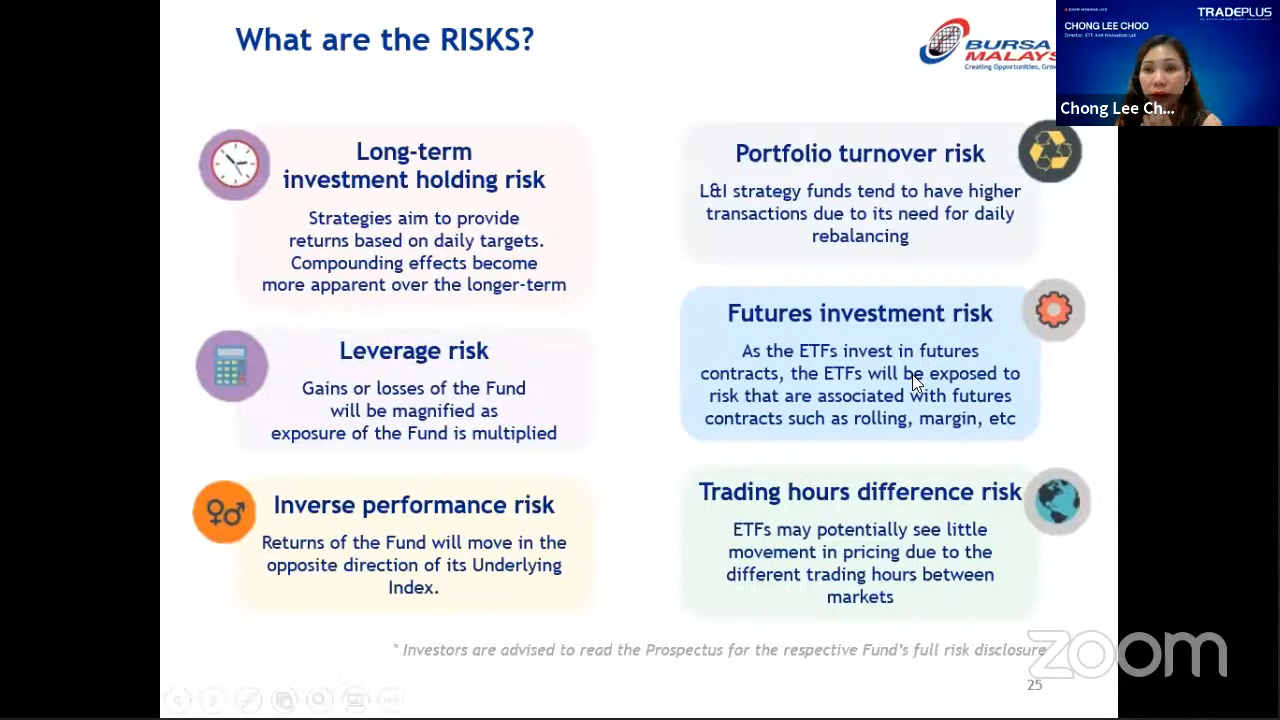 What are the RISKS?
BURSA
MALAYS
Creating Opportunities, Grow
ZOOM WEBINAR LIVE
TRADEPLUS
CHONG LEE CHOO
Director, ETF And Innovation Lab
Chong Lee Ch...
Long-term
investment holding risk
Strategies aim to provide
returns based on daily targets.
Compounding effects become
more apparent over the longer-term
Leverage risk
Gains or losses of the Fund
will be magnified as
exposure of the Fund is multiplied
Inverse performance risk
Returns of the Fund will move in the
opposite direction of its Underlying
Index.
Portfolio turnover risk
L&I strategy funds tend to have higher
transactions due to its need for daily
rebalancing
Futures investment risk
As the ETFs invest in futures
contracts, the ETFs will be exposed to
risk that are associated with futures
contracts such as rolling, margin, etc
Trading hours difference risk
ETFs may potentially see little
movement in pricing due to the
different trading hours between
markets
* Investors are advised to read the Prospectus for the respective Fund's full risk disclosure
25
zoom